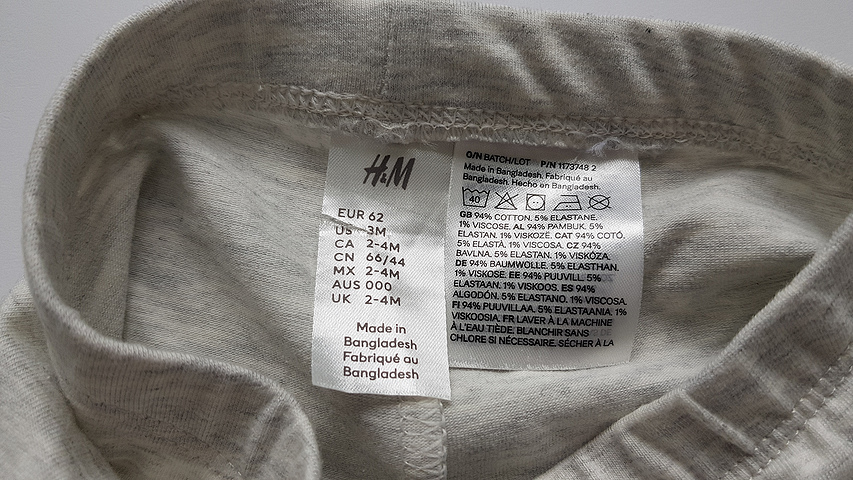 H&M
EUR 62
US 3M
CA 2-4M
CN 66/44
MX 2-4M
AUS 000
UK 2-4M
Made in
Bangladesh
Fabriqué au
Bangladesh
O/N BATCH/LOT P/N 1173748 2
Made in Bangladesh. Fabriqué au
Bangladesh. Hecho en Bangladesh.
40
GB 94% COTTON. 5% ELASTANE.
1% VISCOSE. AL 94% PAMBUK. 5%
ELASTAN. 1% VISKOZË. CAT 94% COTÓ.
5% ELASTÀ, 1% VISCOSA. CZ 94%
BAVLNA. 5% ELASTAN. 1% VISKÓZA.
DE 94% BAUMWOLLE. 5% ELASTHAN.
1% VISKOSE. EE 94% PUUVILL. 5%
ELASTAAN. 1% VISKOOS. ES 94%
ALGODÓN. 5% ELASTANO. 1% VISCOSA.
FI 94% PUUVILLAA. 5% ELASTAANIA. 1%
VISKOOSIA. FR LAVER À LA MACHINE
À L'EAU TIÈDE. BLANCHIR SANS
CHLORE SI NÉCESSAIRE. SÉCHER À LA